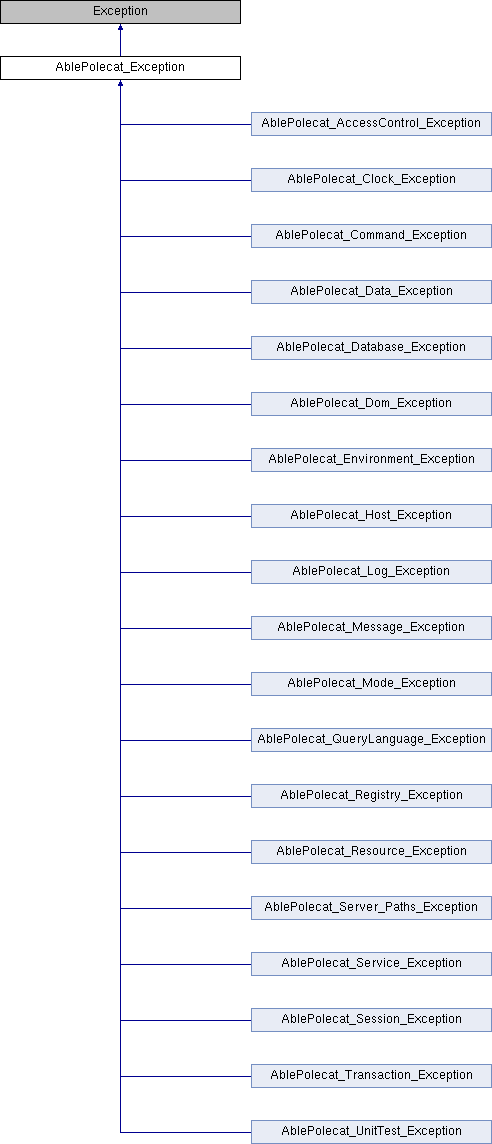 Exception
AblePolecat_Exception
AblePolecat_AccessControl_Exception
AblePolecat_Clock_Exception
AblePolecat_Command_Exception
AblePolecat_Data_Exception
AblePolecat_Database_Exception
AblePolecat_Dom_Exception
AblePolecat_Environment_Exception
AblePolecat_Host_Exception
AblePolecat_Log_Exception
AblePolecat_Message_Exception
AblePolecat_Mode_Exception
AblePolecat_QueryLanguage_Exception
AblePolecat_Registry_Exception
AblePolecat_Resource_Exception
AblePolecat_Server_Paths_Exception
AblePolecat_Service_Exception
AblePolecat_Session_Exception
AblePolecat_Transaction_Exception
AblePolecat_UnitTest_Exception